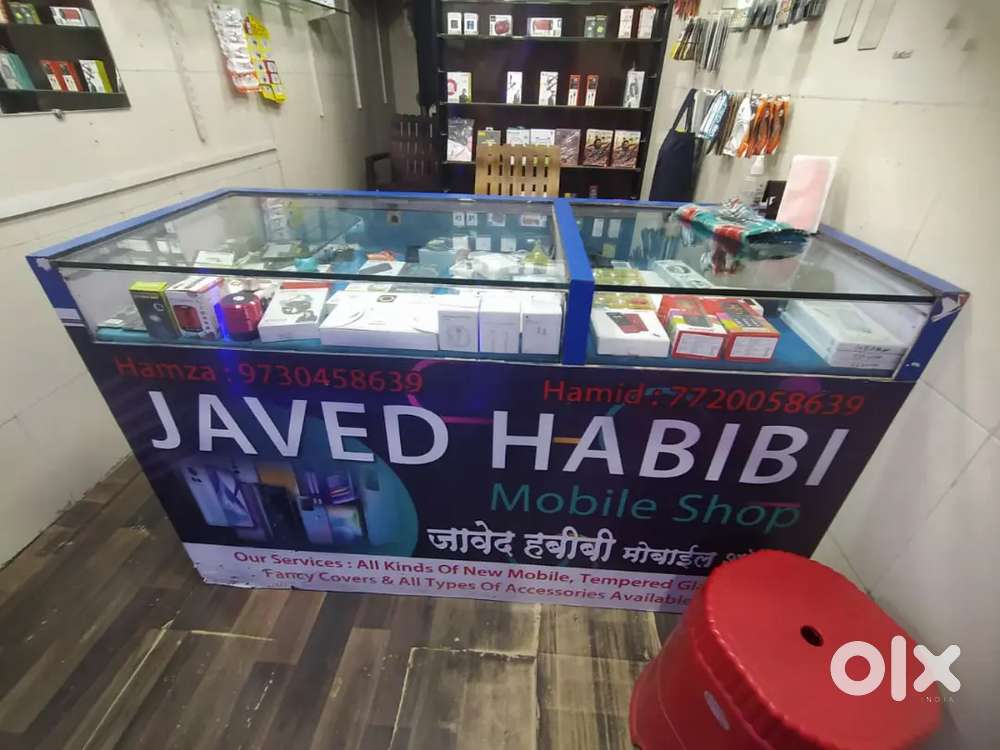 Hamza : 9730458639
Hamid : 7720058639
JAVED HABIBI
Mobile Shop
जावेद हबीबी मोबाईल
Our Services : All Kinds Of New Mobile, Tempered
Fancy Covers & All Types Of Accessories Available
olx
INDIA